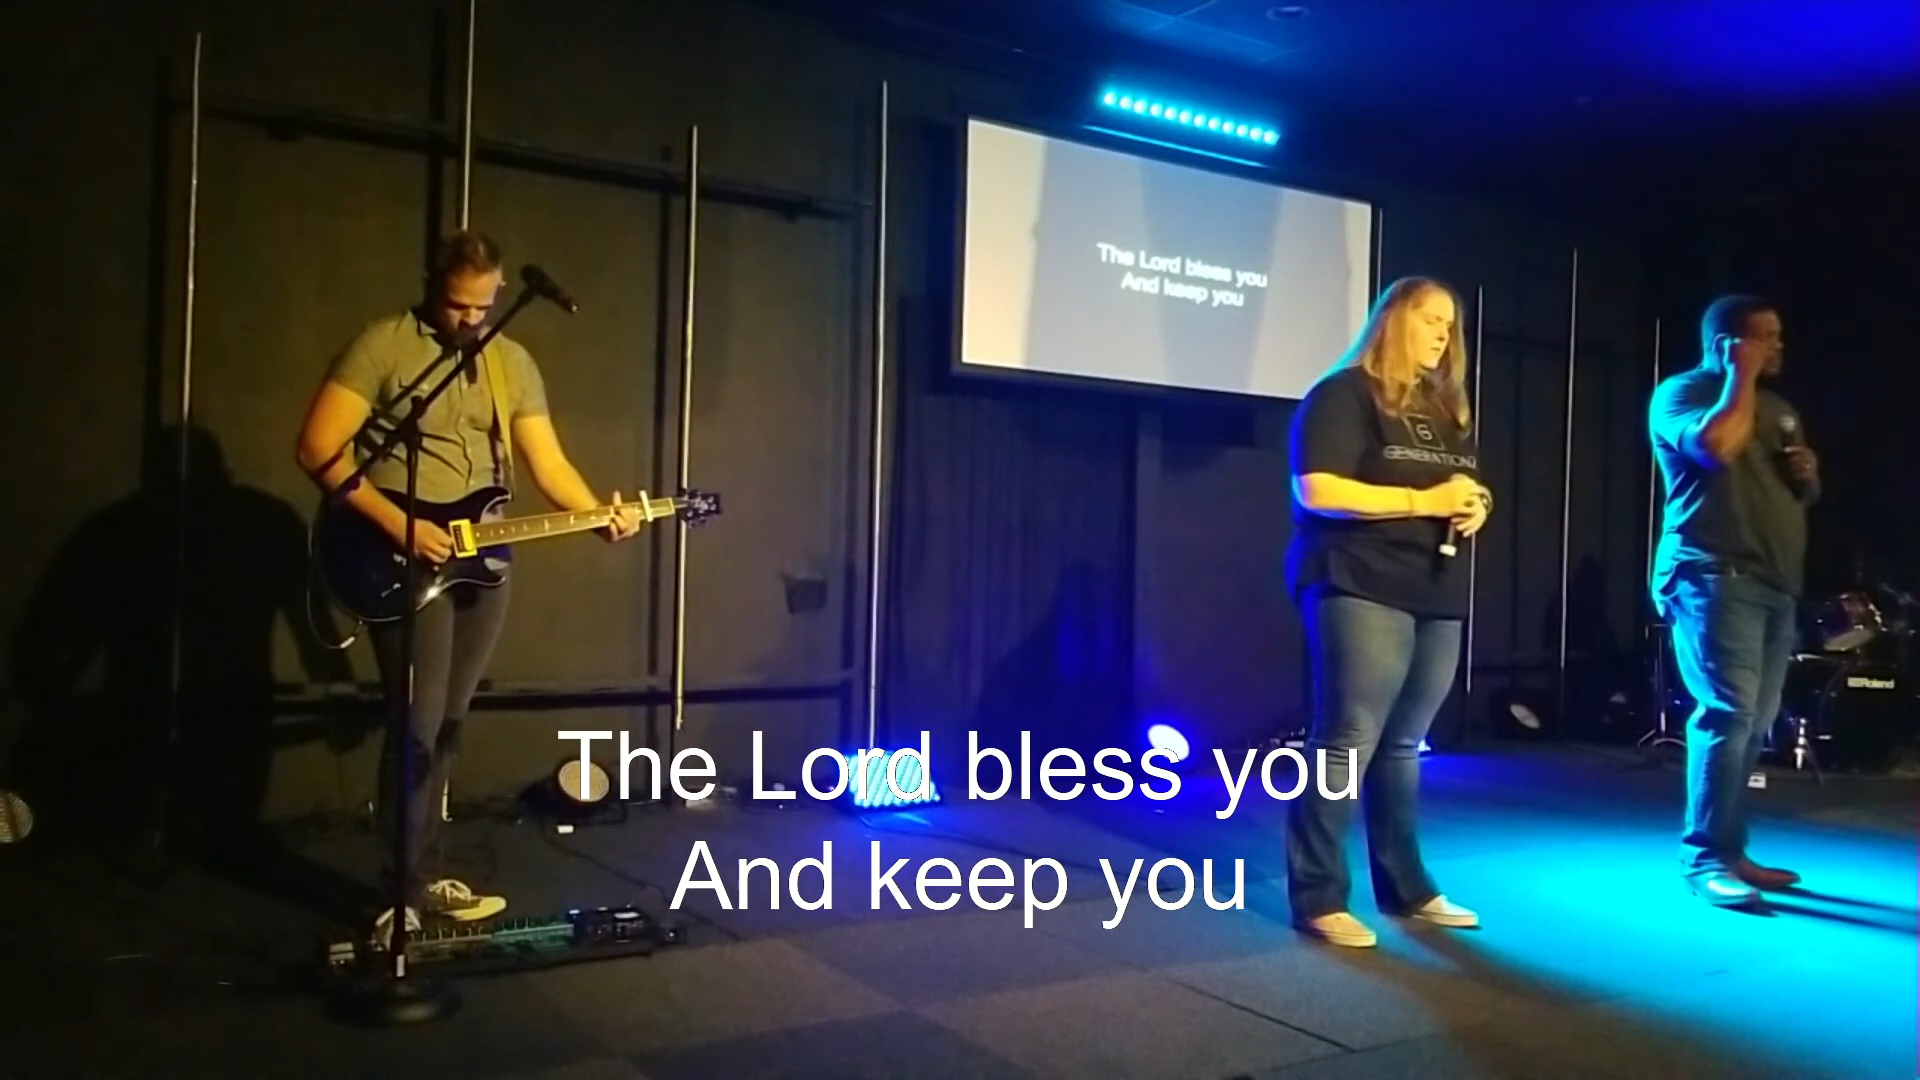 The Lord bless you
And keep you
G
GENERATIONZ
Roland
The Lord bless you
And keep you